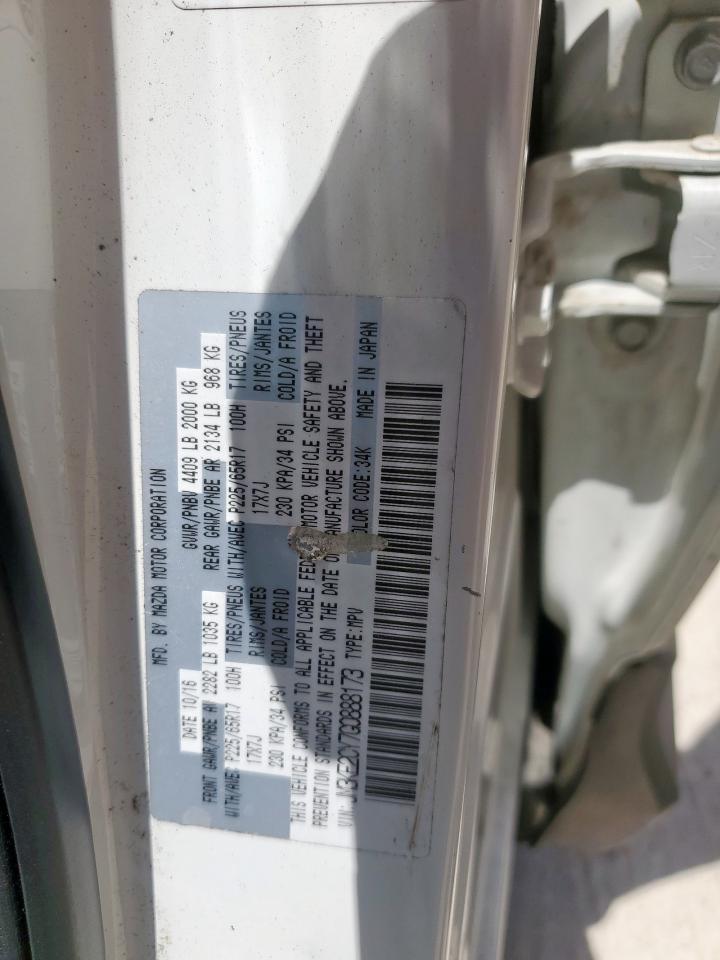 MFD. BY MAZDA MOTOR CORPORATION
DATE 10/16 GVWR/PNBV 4409 LB 2000 KG
FRONT GAWR/PNBE AV 2282 LB 1035 KG REAR GAWR/PNBE AR 2134 LB 968 KG
WITH/AVEC P225/65R17 100H TIRES/PNEUS WITH/AVEC P225/65R17 100H TIRES/PNEUS
17X7J RIMS/JANTES 17X7J RIMS/JANTES
230 KPA/34 PSI COLD/A FROID 230 KPA/34 PSI COLD/A FROID
THIS VEHICLE CONFORMS TO ALL APPLICABLE MOTOR VEHICLE SAFETY AND THEFT
PREVENTION STANDARDS IN EFFECT ON THE DATE OF MANUFACTURE SHOWN ABOVE.
VIN: TYPE:MPV CODE:34K MADE IN JAPAN